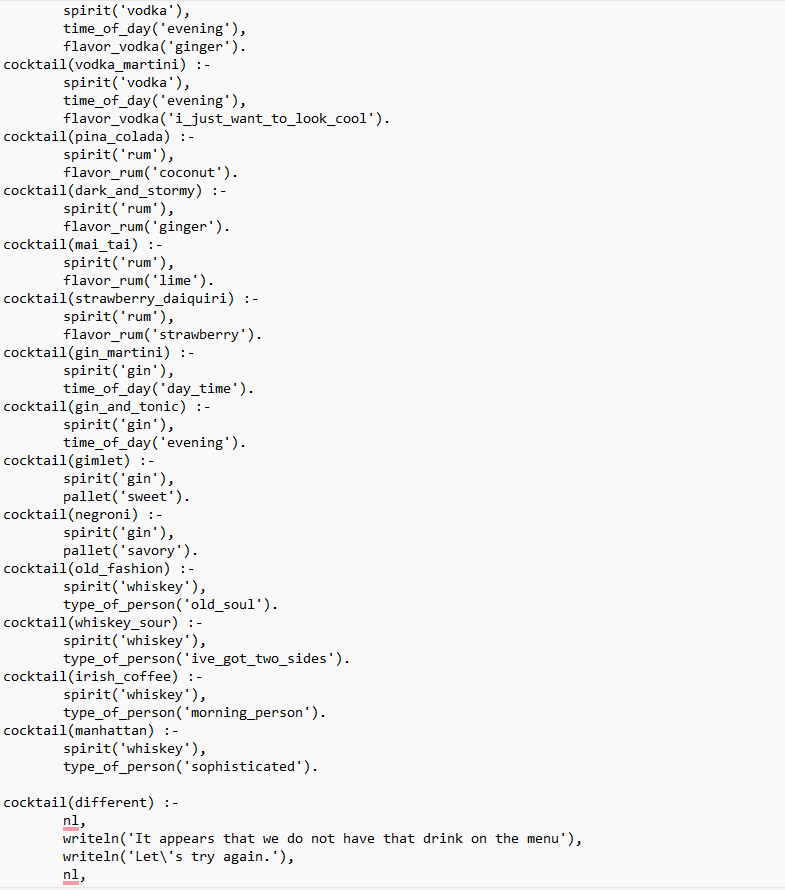 spirit('vodka'),
time_of_day('evening'),
flavor_vodka('ginger').
cocktail(vodka_martini) :-
spirit('vodka'),
time_of_day('evening'),
flavor_vodka('i_just_want_to_look_cool').
cocktail(pina_colada) :-
spirit('rum'),
flavor_rum('coconut').
cocktail(dark_and_stormy) :-
spirit('rum'),
flavor_rum('ginger').
cocktail(mai_tai) :-
spirit('rum'),
flavor_rum('lime').
cocktail(strawberry_daiquiri) :-
spirit('rum'),
flavor_rum('strawberry').
cocktail(gin_martini) :-
spirit('gin'),
time_of_day('day_time').
cocktail(gin_and_tonic) :-
spirit('gin'),
time_of_day('evening').
cocktail(gimlet) :-
spirit('gin'),
pallet('sweet').
cocktail(negroni) :-
spirit('gin'),
pallet('savory').
cocktail(old_fashion) :-
spirit('whiskey'),
type_of_person('old_soul').
cocktail(whiskey_sour) :-
spirit('whiskey'),
type_of_person('ive_got_two_sides').
cocktail(irish_coffee) :-
spirit('whiskey'),
type_of_person('morning_person').
cocktail(manhattan) :-
spirit('whiskey'),
type_of_person('sophisticated').
cocktail(different) :-
nl,
writeln('It appears that we do not have that drink on the menu'),
writeln('Let\'s try again.'),
nl,